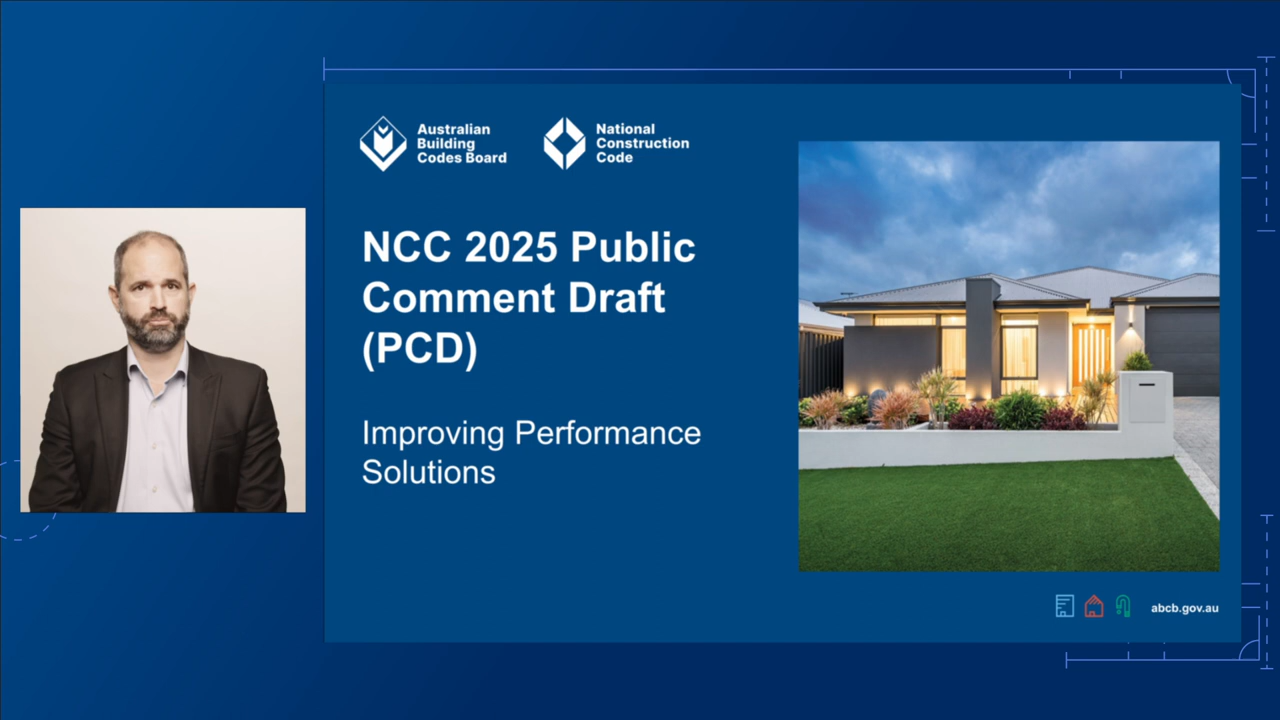 Australian
Building
Codes Board
National
Construction
Code
NCC 2025 Public
Comment Draft
(PCD)
Improving Performance
Solutions
abcb.gov.au